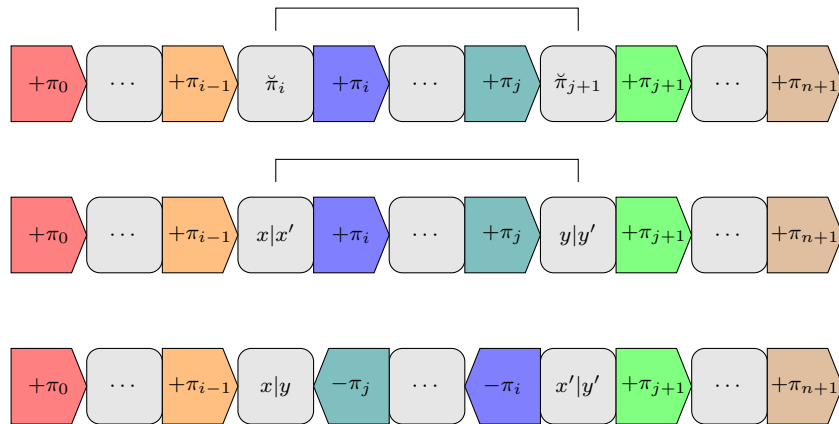 +π₀ ⋯ +πᵢ₋₁ π̆ᵢ +πᵢ ⋯ +πⱼ π̆ⱼ₊₁ +πⱼ₊₁ ⋯ +πₙ₊₁
+π₀ ⋯ +πᵢ₋₁ x|x′ +πᵢ ⋯ +πⱼ y|y′ +πⱼ₊₁ ⋯ +πₙ₊₁
+π₀ ⋯ +πᵢ₋₁ x|y −πⱼ ⋯ −πᵢ x′|y′ +πⱼ₊₁ ⋯ +πₙ₊₁